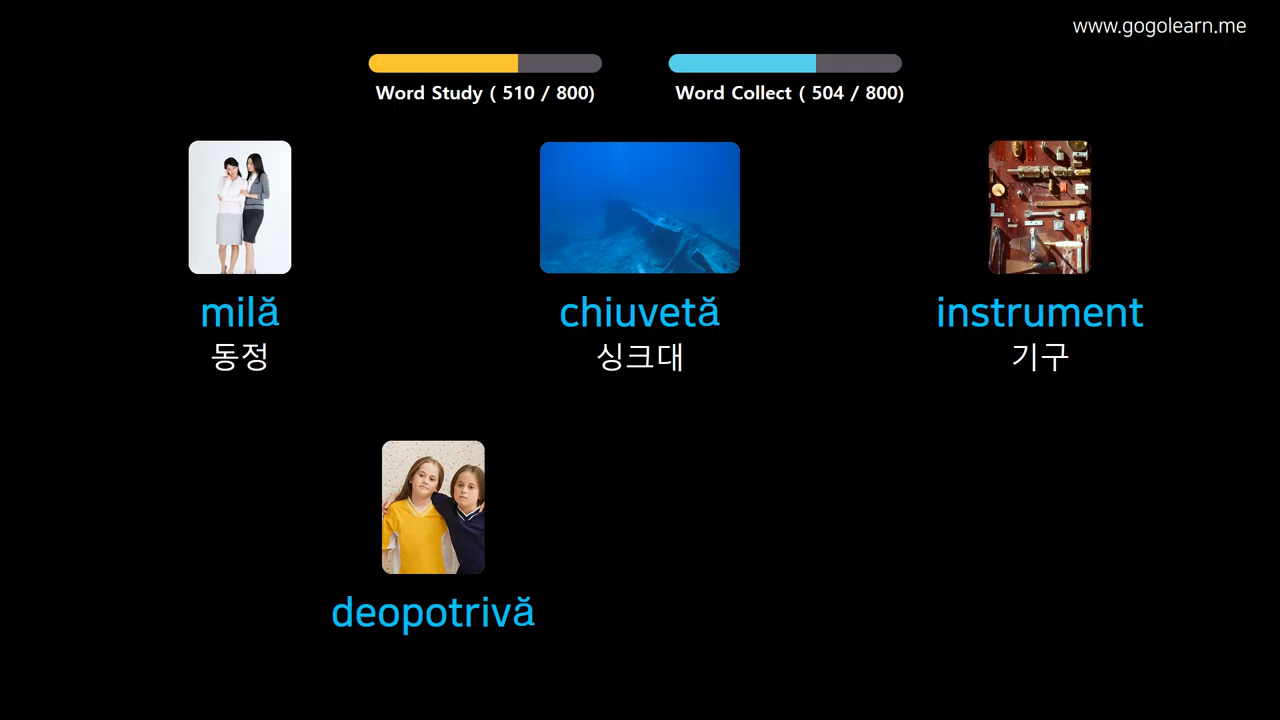 www.gogolearn.me
Word Study ( 510 / 800)
Word Collect ( 504 / 800)
milă
동정
chiuvetă
싱크대
instrument
기구
deopotrivă